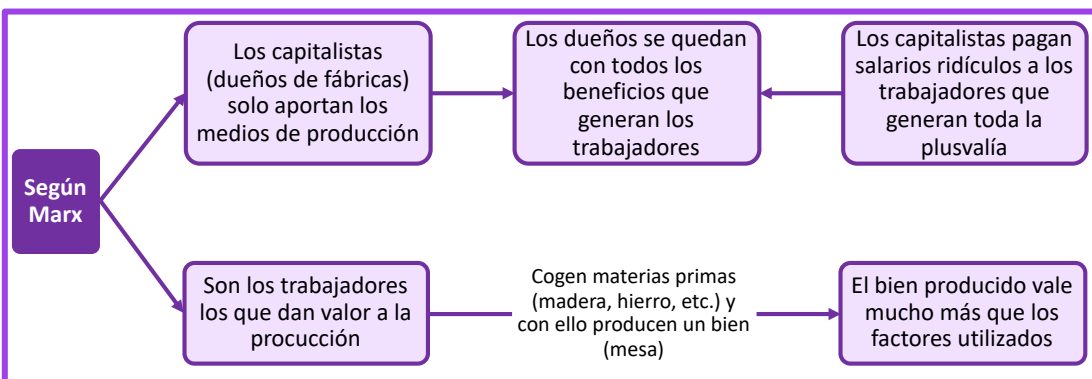 Según
Marx
Los capitalistas
(dueños de fábricas)
solo aportan los
medios de producción
Los dueños se quedan
con todos los
beneficios que
generan los
trabajadores
Los capitalistas pagan
salarios ridículos a los
trabajadores que
generan toda la
plusvalía
Son los trabajadores
los que dan valor a la
procucción
Cogen materias primas
(madera, hierro, etc.) y
con ello producen un bien
(mesa)
El bien producido vale
mucho más que los
factores utilizados